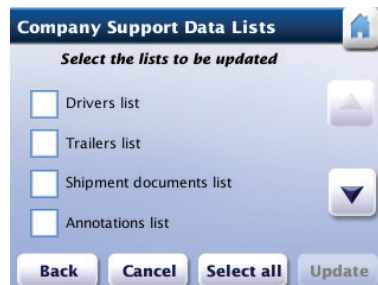 Company Support Data Lists
Select the lists to be updated
Drivers list
Trailers list
Shipment documents list
Annotations list
Back Cancel Select all Update